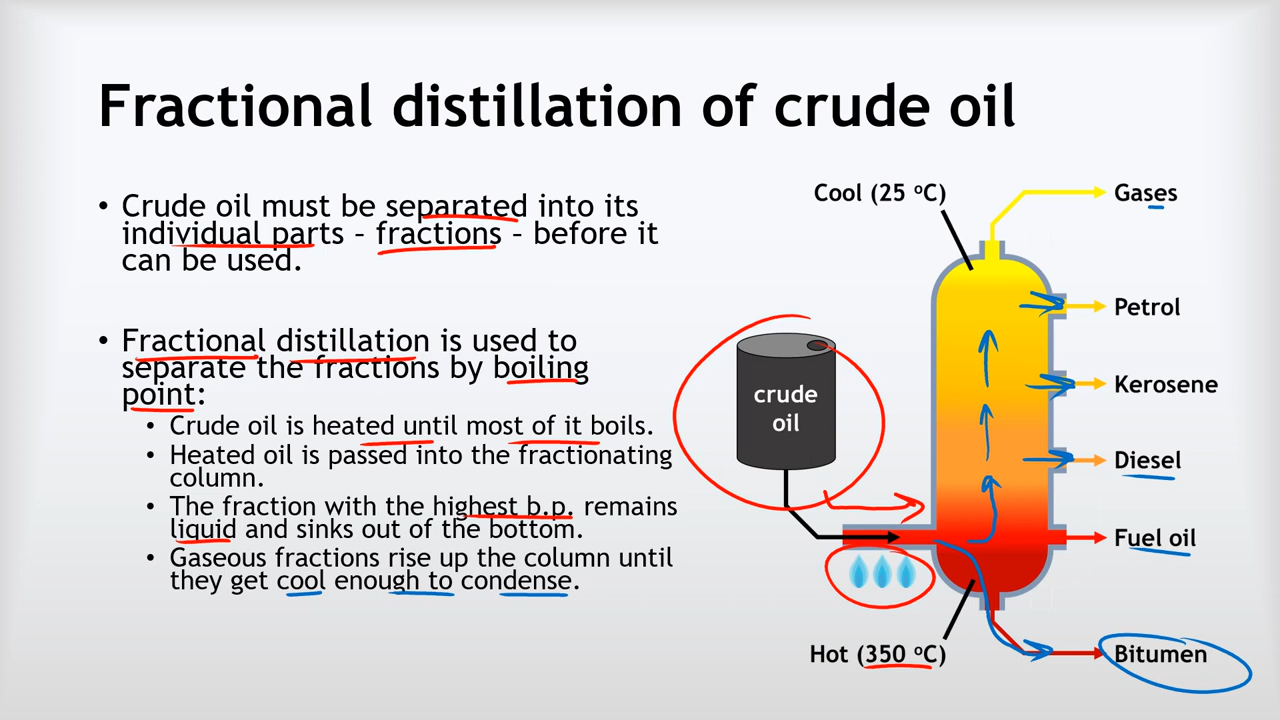 Fractional distillation of crude oil
• Crude oil must be separated into its
individual parts – fractions – before it
can be used.
• Fractional distillation is used to
separate the fractions by boiling
point:
• Crude oil is heated until most of it boils.
• Heated oil is passed into the fractionating
column.
• The fraction with the highest b.p. remains
liquid and sinks out of the bottom.
• Gaseous fractions rise up the column until
they get cool enough to condense.
Cool (25 ºC)
crude
oil
Hot (350 ºC)
Gases
Petrol
Kerosene
Diesel
Fuel oil
Bitumen